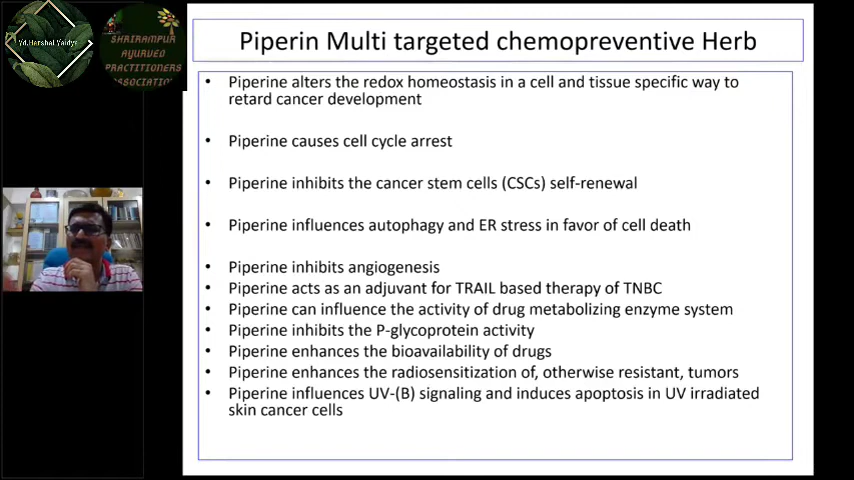 Yd.Harshal Vaidya
SHRIRAMPUR
AYURVED
PRACTITIONERS
ASSOCIATION
Piperin Multi targeted chemopreventive Herb
• Piperine alters the redox homeostasis in a cell and tissue specific way to
retard cancer development
• Piperine causes cell cycle arrest
• Piperine inhibits the cancer stem cells (CSCs) self-renewal
• Piperine influences autophagy and ER stress in favor of cell death
• Piperine inhibits angiogenesis
• Piperine acts as an adjuvant for TRAIL based therapy of TNBC
• Piperine can influence the activity of drug metabolizing enzyme system
• Piperine inhibits the P-glycoprotein activity
• Piperine enhances the bioavailability of drugs
• Piperine enhances the radiosensitization of, otherwise resistant, tumors
• Piperine influences UV-(B) signaling and induces apoptosis in UV irradiated
skin cancer cells